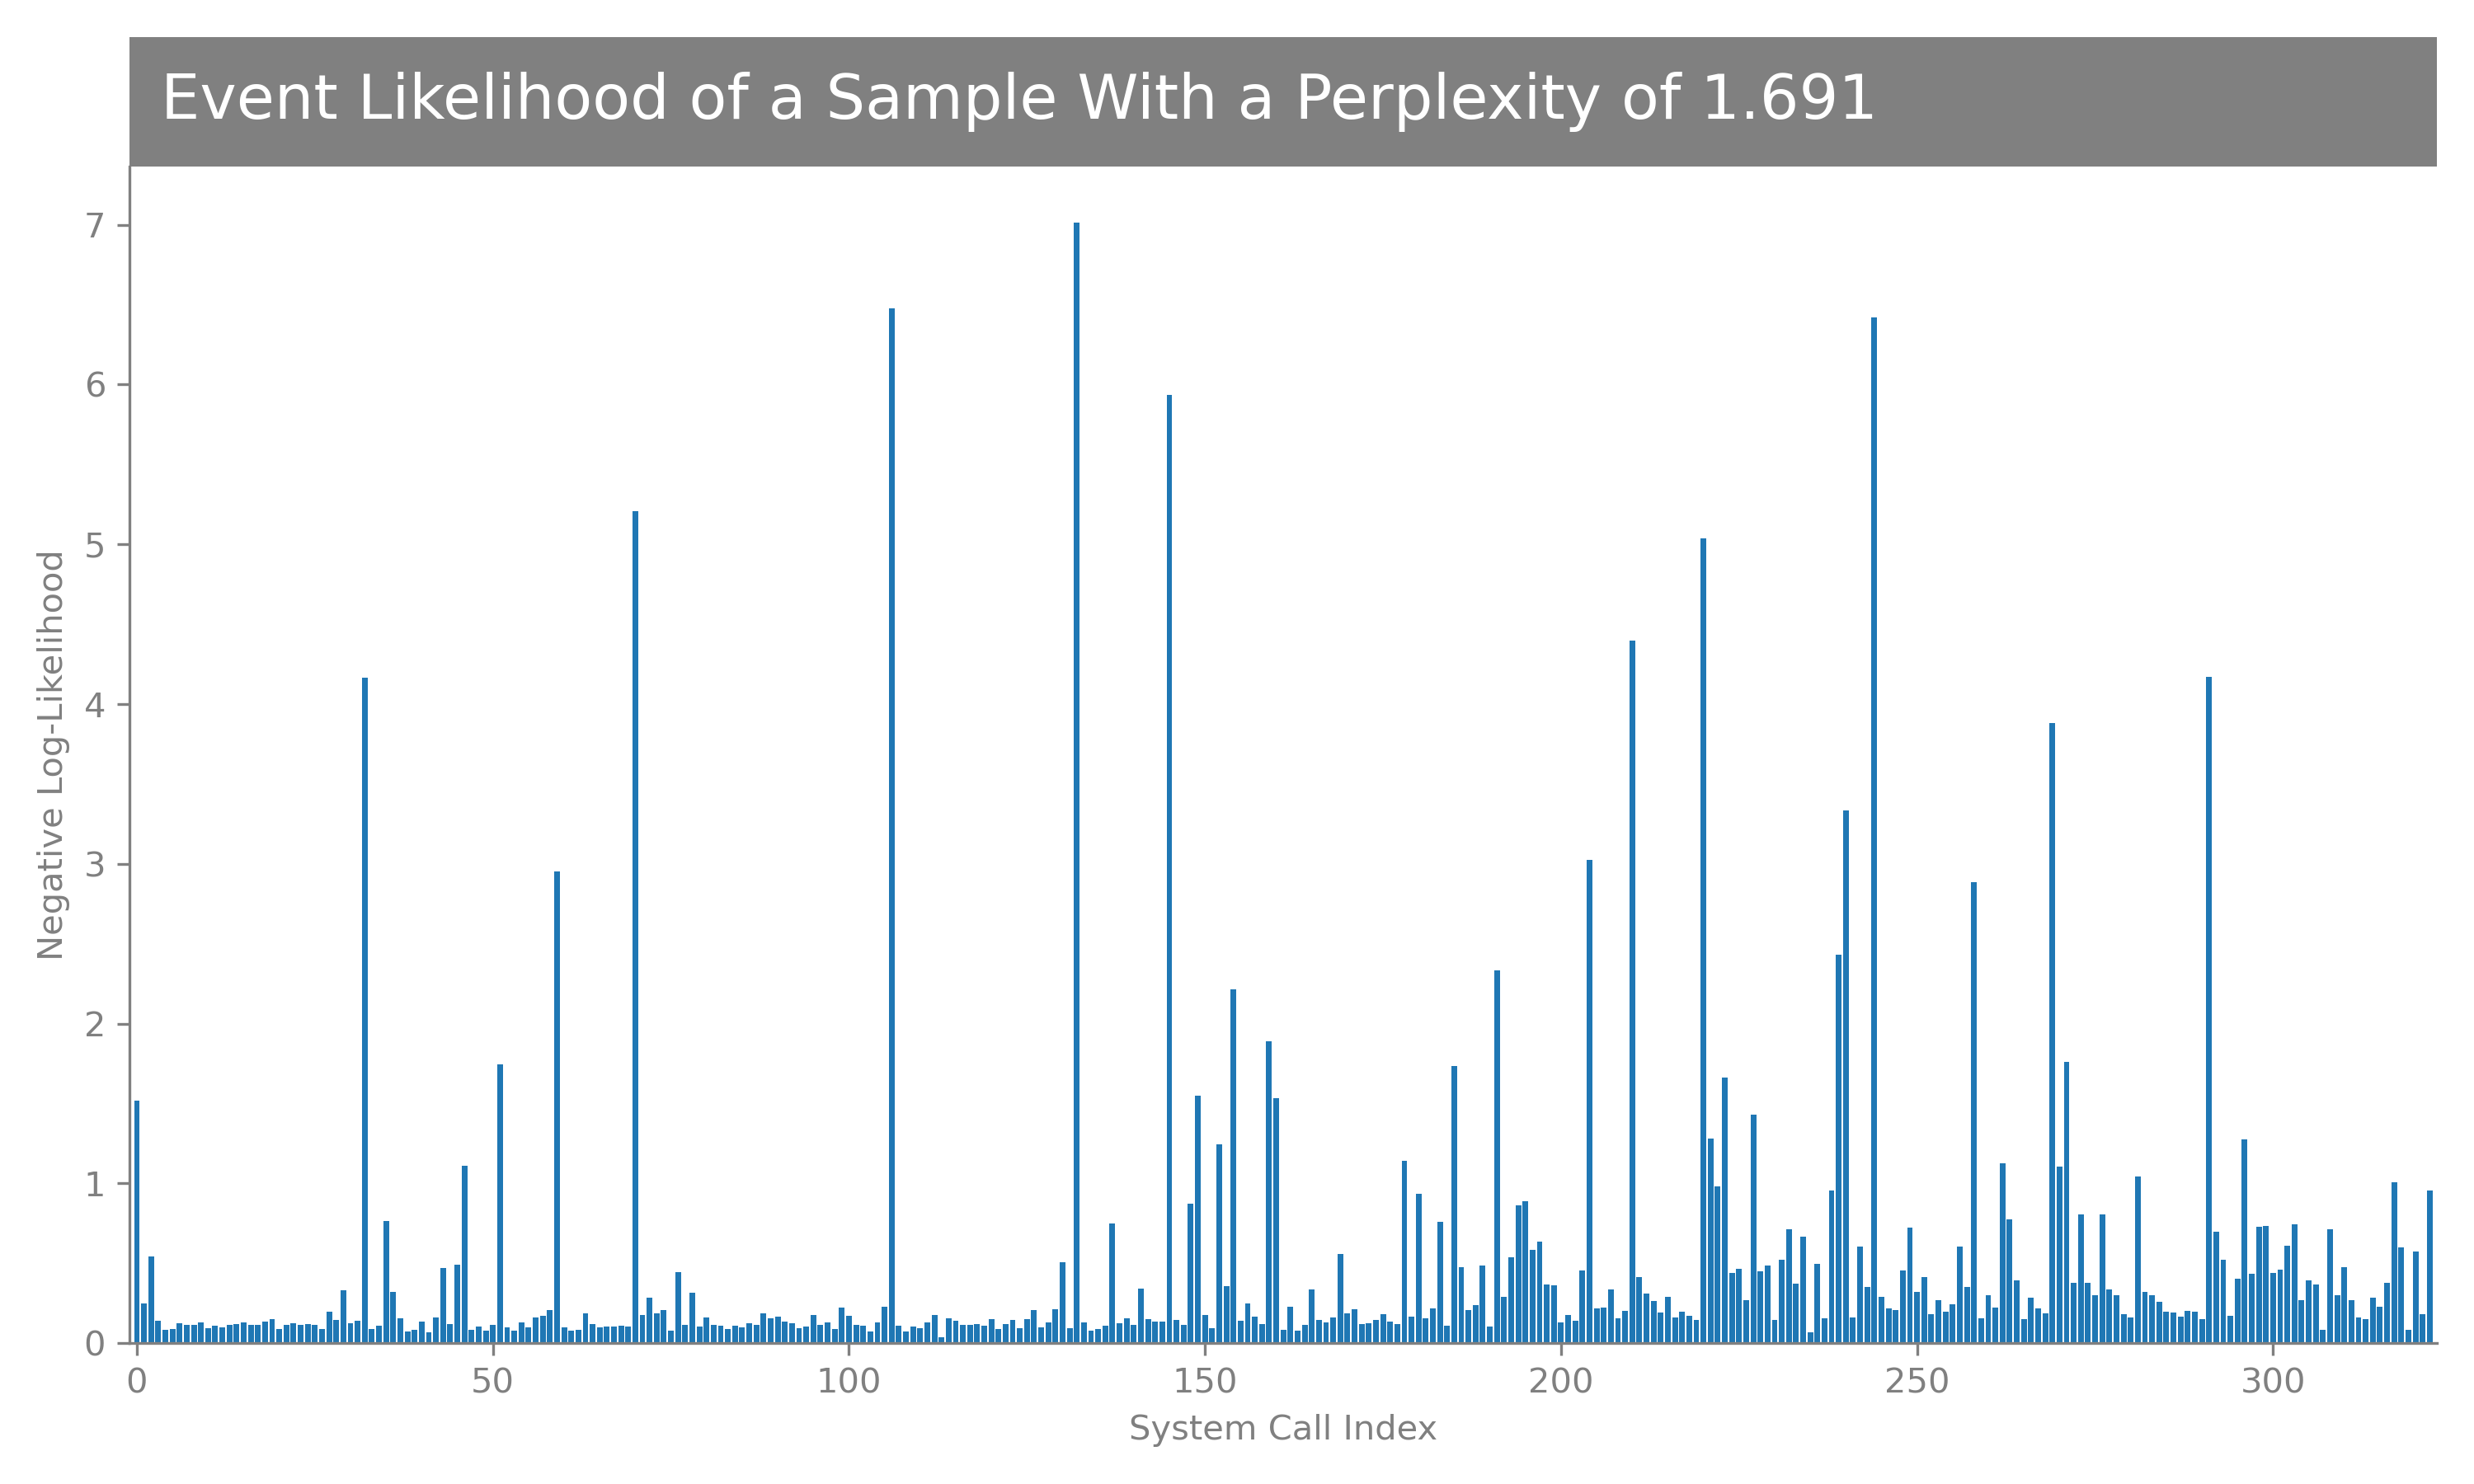 Event Likelihood of a Sample With a Perplexity of 1.691
Negative Log-Likelihood
7
6
5
4
3
2
1
0
0 50 100 150 200 250 300
System Call Index